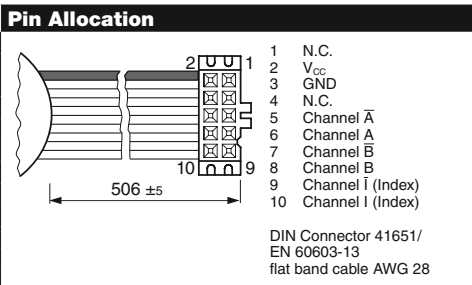 Pin Allocation
2 1
10 9
506 ±5
1 N.C.
2 V_CC
3 GND
4 N.C.
5 Channel A̅
6 Channel A
7 Channel B̅
8 Channel B
9 Channel I̅ (Index)
10 Channel I (Index)
DIN Connector 41651/
EN 60603-13
flat band cable AWG 28